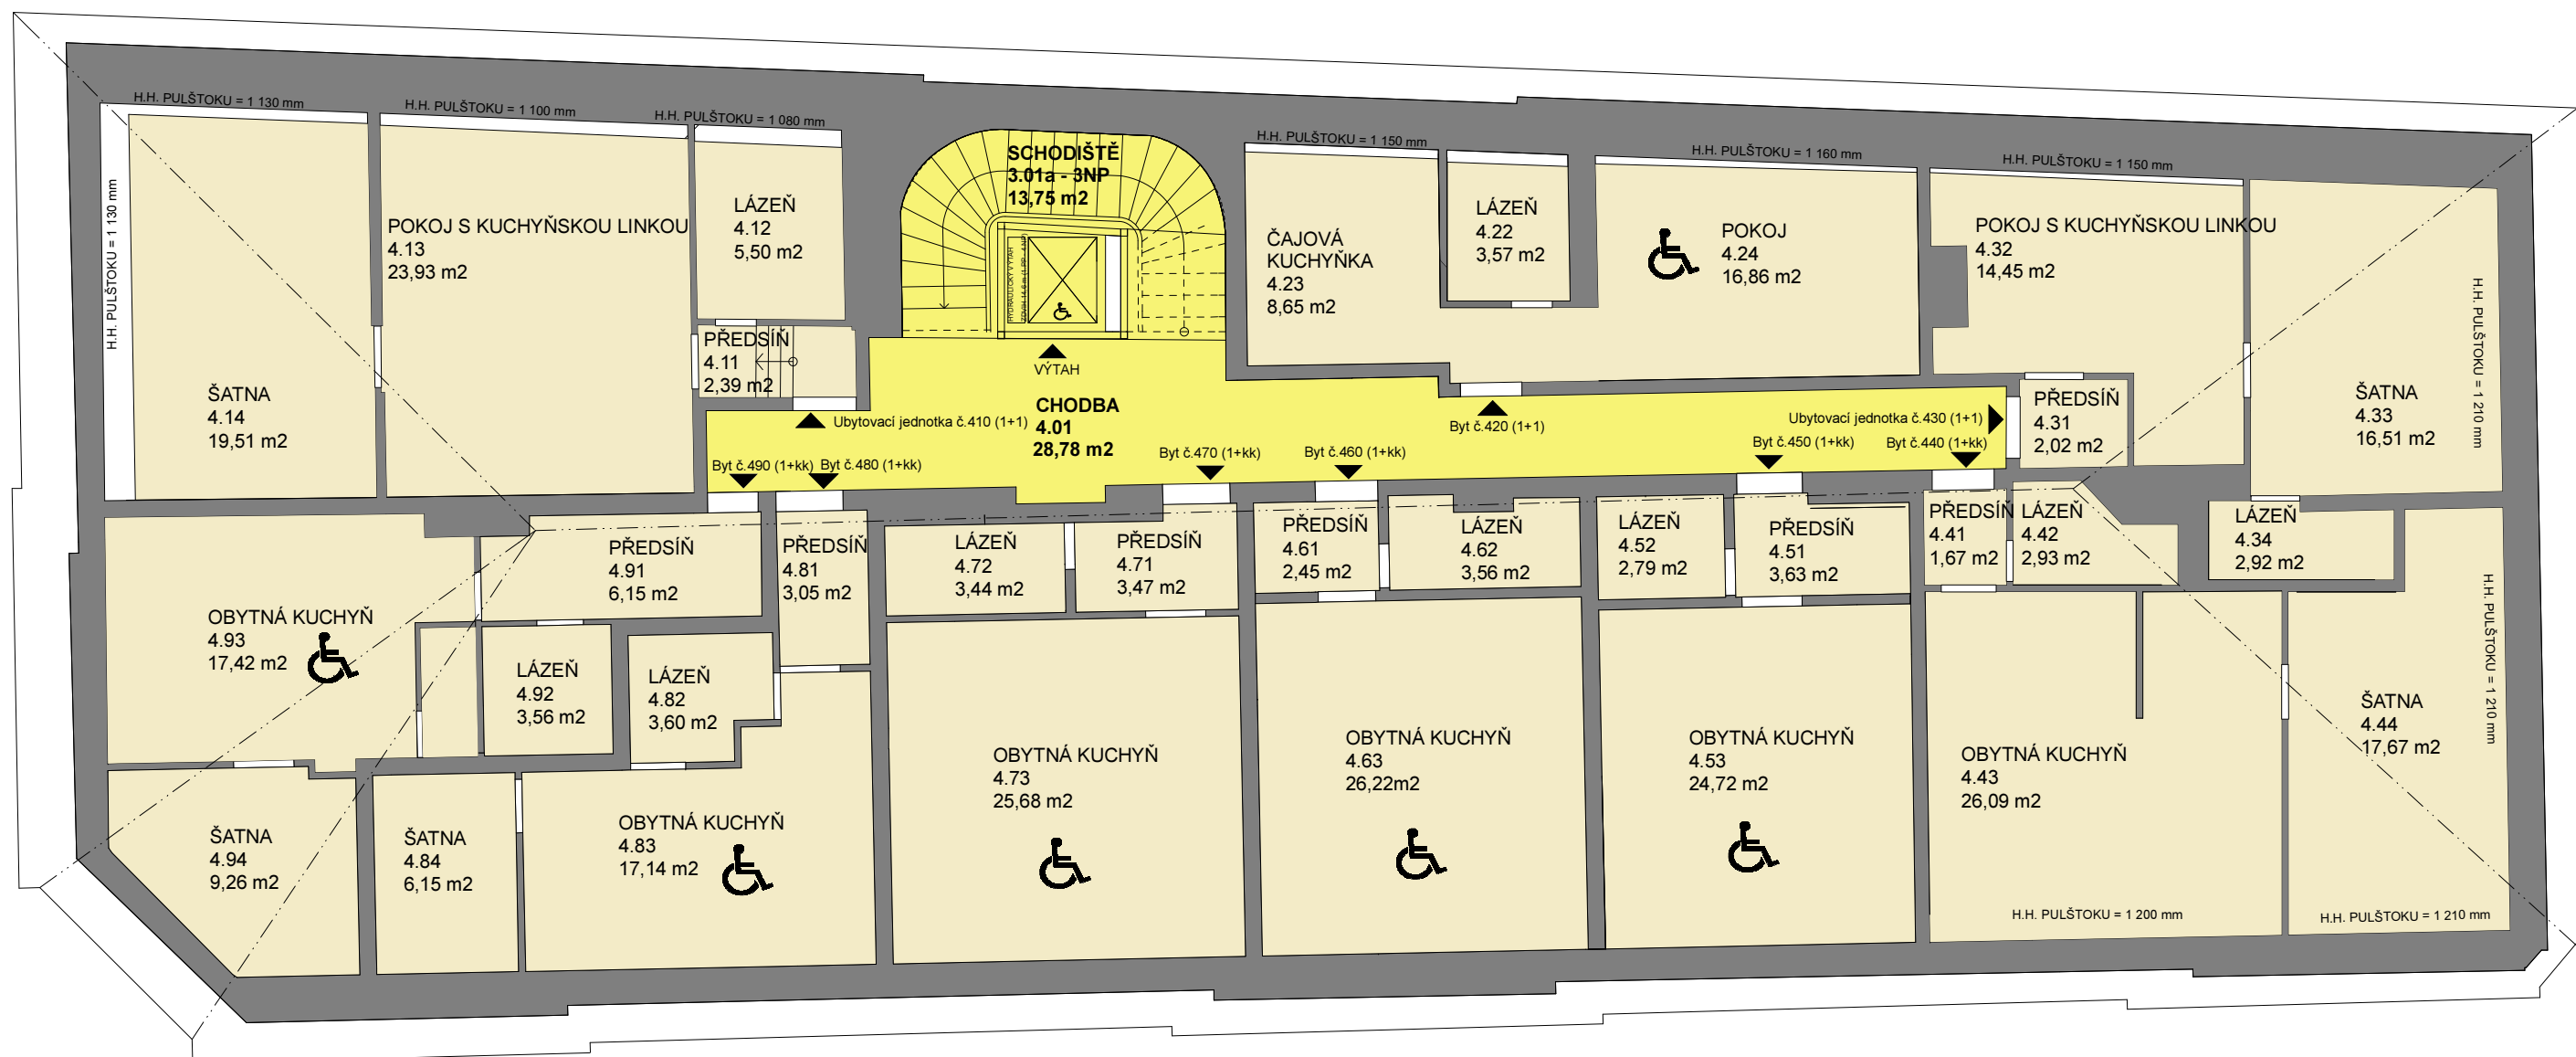 H.H. PULŠTOKU = 1 130 mm
H.H. PULŠTOKU = 1 100 mm
H.H. PULŠTOKU = 1 080 mm
H.H. PULŠTOKU = 1 150 mm
H.H. PULŠTOKU = 1 160 mm
H.H. PULŠTOKU = 1 150 mm
H.H. PULŠTOKU = 1 130 mm
POKOJ S KUCHYŇSKOU LINKOU
4.13
23,93 m2
LÁZEŇ
4.12
5,50 m2
SCHODIŠTĚ
3.01a - 3NP
13,75 m2
HYDRAULICKÝ VÝTAH
ČAJOVÁ
KUCHYŇKA
4.23
8,65 m2
LÁZEŇ
4.22
3,57 m2
POKOJ
4.24
16,86 m2
POKOJ S KUCHYŇSKOU LINKOU
4.32
14,45 m2
H.H. PULŠTOKU = 1 210 mm
ŠATNA
4.14
19,51 m2
PŘEDSÍŇ
4.11
2,39 m2
VÝTAH
CHODBA
4.01
28,78 m2
Ubytovací jednotka č.410 (1+1)
Byt č.420 (1+1)
Ubytovací jednotka č.430 (1+1)
PŘEDSÍŇ
4.31
2,02 m2
ŠATNA
4.33
16,51 m2
Byt č.490 (1+kk)
Byt č.480 (1+kk)
Byt č.470 (1+kk)
Byt č.460 (1+kk)
Byt č.450 (1+kk)
Byt č.440 (1+kk)
OBYTNÁ KUCHYŇ
4.93
17,42 m2
PŘEDSÍŇ
4.91
6,15 m2
PŘEDSÍŇ
4.81
3,05 m2
LÁZEŇ
4.72
3,44 m2
PŘEDSÍŇ
4.71
3,47 m2
PŘEDSÍŇ
4.61
2,45 m2
LÁZEŇ
4.62
3,56 m2
LÁZEŇ
4.52
2,79 m2
PŘEDSÍŇ
4.51
3,63 m2
PŘEDSÍŇ
4.41
1,67 m2
LÁZEŇ
4.42
2,93 m2
LÁZEŇ
4.34
2,92 m2
H.H. PULŠTOKU = 1 210 mm
LÁZEŇ
4.92
3,56 m2
LÁZEŇ
4.82
3,60 m2
OBYTNÁ KUCHYŇ
4.73
25,68 m2
OBYTNÁ KUCHYŇ
4.63
26,22m2
OBYTNÁ KUCHYŇ
4.53
24,72 m2
OBYTNÁ KUCHYŇ
4.43
26,09 m2
ŠATNA
4.44
17,67 m2
ŠATNA
4.94
9,26 m2
ŠATNA
4.84
6,15 m2
OBYTNÁ KUCHYŇ
4.83
17,14 m2
H.H. PULŠTOKU = 1 200 mm
H.H. PULŠTOKU = 1 210 mm